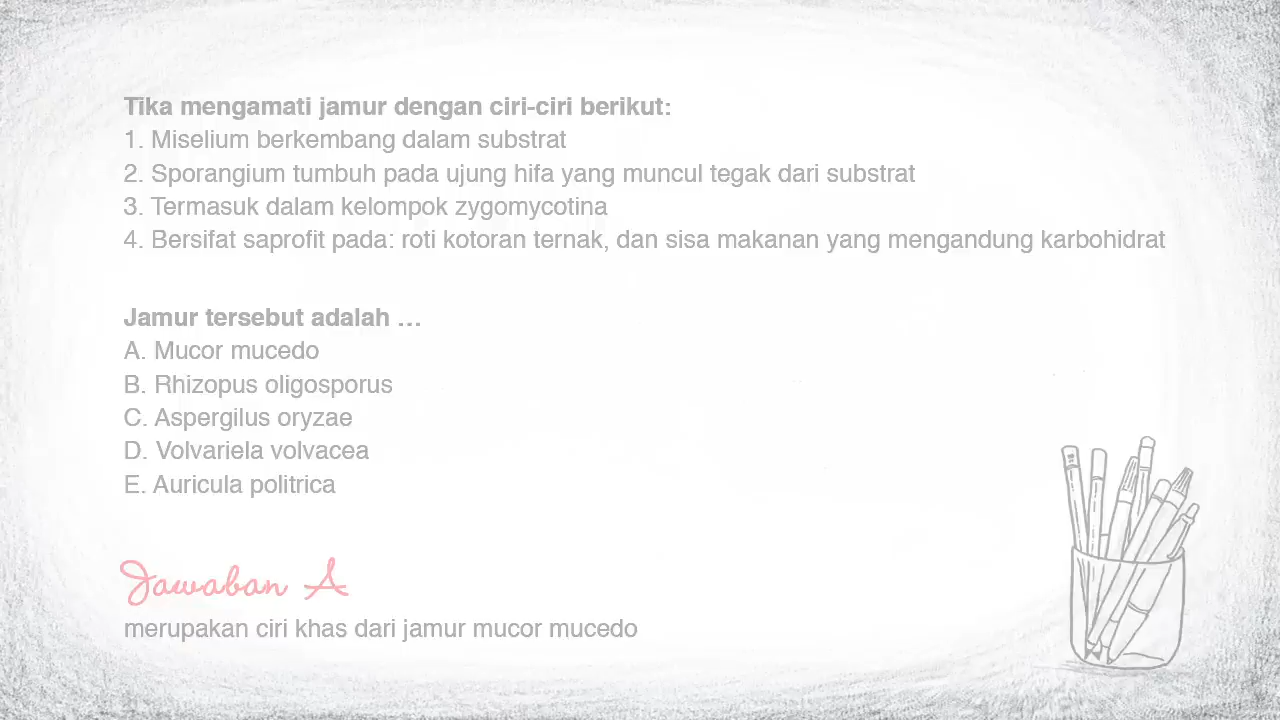 Tika mengamati jamur dengan ciri-ciri berikut:
1. Miselium berkembang dalam substrat
2. Sporangium tumbuh pada ujung hifa yang muncul tegak dari substrat
3. Termasuk dalam kelompok zygomycotina
4. Bersifat saprofit pada: roti kotoran ternak, dan sisa makanan yang mengandung karbohidrat
Jamur tersebut adalah …
A. Mucor mucedo
B. Rhizopus oligosporus
C. Aspergilus oryzae
D. Volvariela volvacea
E. Auricula politrica
Jawaban A
merupakan ciri khas dari jamur mucor mucedo